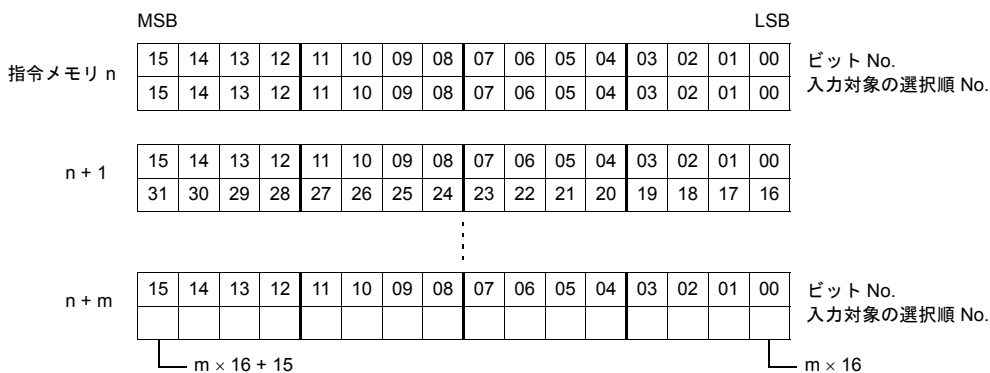 MSB LSB
指令メモリ n
15 14 13 12 11 10 09 08 07 06 05 04 03 02 01 00 ビット No.
15 14 13 12 11 10 09 08 07 06 05 04 03 02 01 00 入力対象の選択順 No.
n + 1
15 14 13 12 11 10 09 08 07 06 05 04 03 02 01 00
31 30 29 28 27 26 25 24 23 22 21 20 19 18 17 16
n + m
15 14 13 12 11 10 09 08 07 06 05 04 03 02 01 00 ビット No.
入力対象の選択順 No.
m × 16 + 15 m × 16